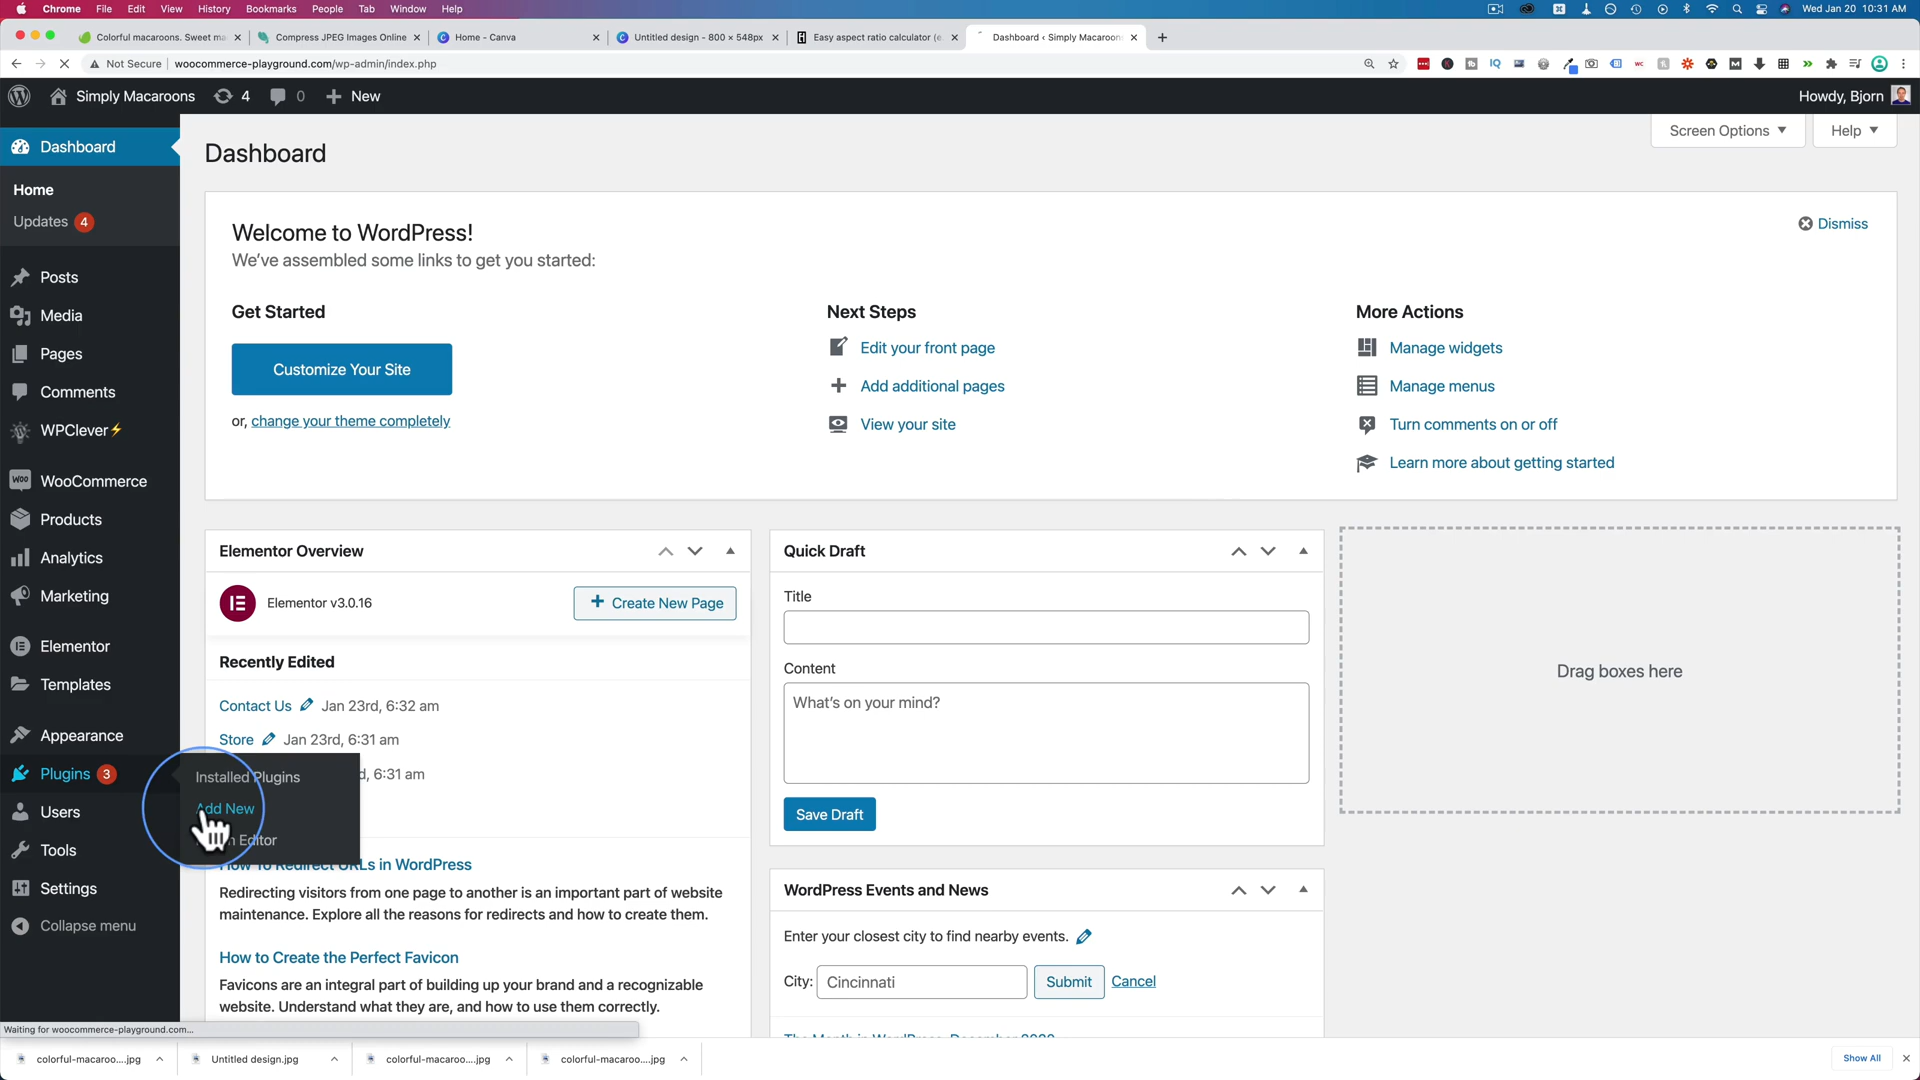 Chrome File Edit View History Bookmarks People Tab Window Help Wed Jan 20 10:31 AM
Colorful macaroons. Sweet ma Compress JPEG Images Online Home - Canva Untitled design - 800 × 548px Easy aspect ratio calculator (e. Dashboard ‹ Simply Macaroon
Not Secure woocommerce-playground.com/wp-admin/index.php
Simply Macaroons 4 0 New Howdy, Bjorn
Screen Options Help
Dashboard
Home
Updates 4
Posts
Media
Pages
Comments
WPClever
WooCommerce
Products
Analytics
Marketing
Elementor
Templates
Appearance
Plugins 3
Users
Tools
Settings
Collapse menu
Installed Plugins
Add New
Editor
Dashboard
Welcome to WordPress!
Dismiss
We've assembled some links to get you started:
Get Started
Customize Your Site
or, change your theme completely
Next Steps
Edit your front page
Add additional pages
View your site
More Actions
Manage widgets
Manage menus
Turn comments on or off
Learn more about getting started
Elementor Overview
Elementor v3.0.16
Create New Page
Recently Edited
Contact Us Jan 23rd, 6:32 am
Store Jan 23rd, 6:31 am
, 6:31 am
How To Redirect URLs in WordPress
Redirecting visitors from one page to another is an important part of website
maintenance. Explore all the reasons for redirects and how to create them.
How to Create the Perfect Favicon
Favicons are an integral part of building up your brand and a recognizable
website. Understand what they are, and how to use them correctly.
Quick Draft
Title
Content
What's on your mind?
Save Draft
WordPress Events and News
Enter your closest city to find nearby events.
City: Cincinnati Submit Cancel
The Month in WordPress: December 2020
Drag boxes here
Waiting for woocommerce-playground.com...
colorful-macaroo....jpg Untitled design.jpg colorful-macaroo....jpg colorful-macaroo....jpg Show All